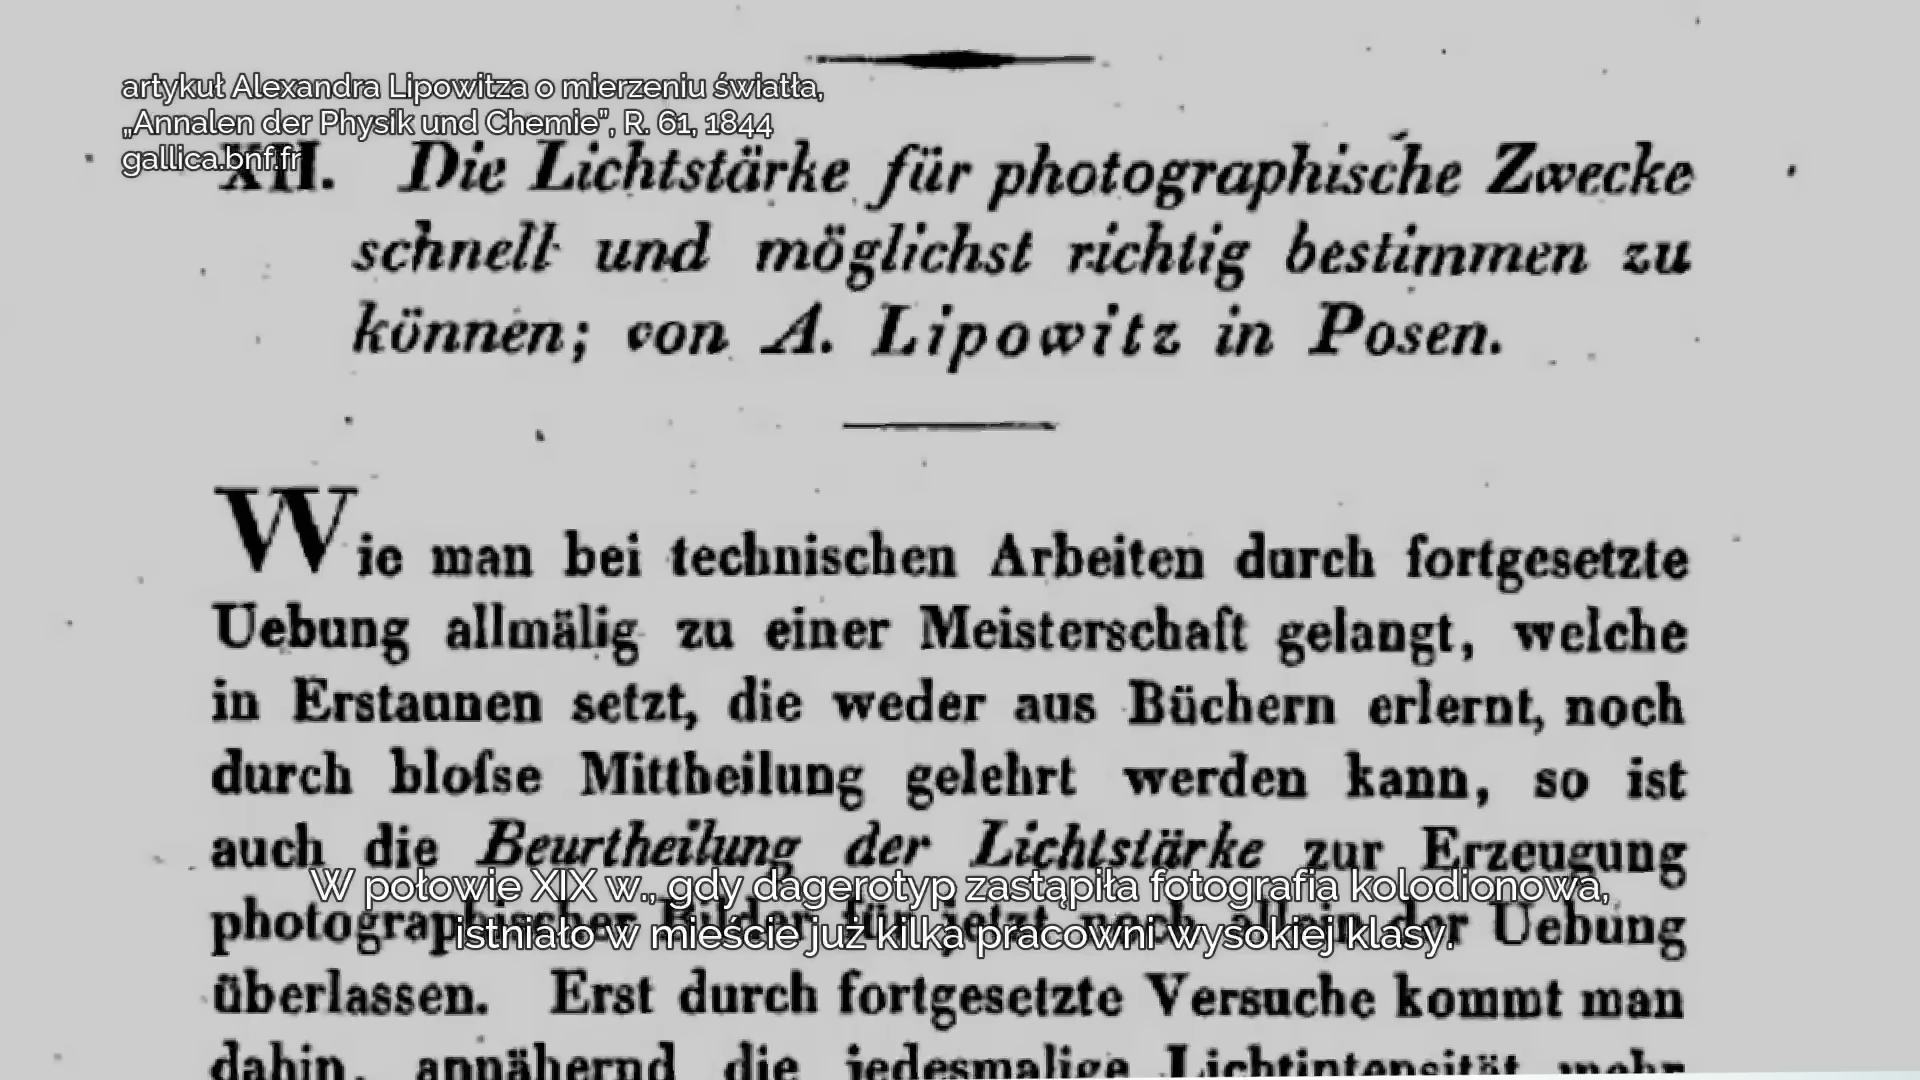 artykuł Alexandra Lipowitza o mierzeniu światła,
„Annalen der Physik und Chemie”, R. 61, 1844
gallica.bnf.fr
XII. Die Lichtstärke für photographische Zwecke
schnell und möglichst richtig bestimmen zu
können; von A. Lipowitz in Posen.
Wie man bei technischen Arbeiten durch fortgesetzte
Uebung allmälig zu einer Meisterschaft gelangt, welche
in Erstaunen setzt, die weder aus Büchern erlernt, noch
durch bloſse Mittheilung gelehrt werden kann, so ist
auch die Beurtheilung der Lichtstärke zur Erzeugung
W połowie XIX w., gdy dagerotyp zastąpiła fotografia kolodionowa,
photographischer Bilder für jetzt noch allein der Uebung
istniało w mieście już kilka pracowni wysokiej klasy.
überlassen. Erst durch fortgesetzte Versuche kommt man
dahin, annähernd die jedesmalige Lichtintensität mehr